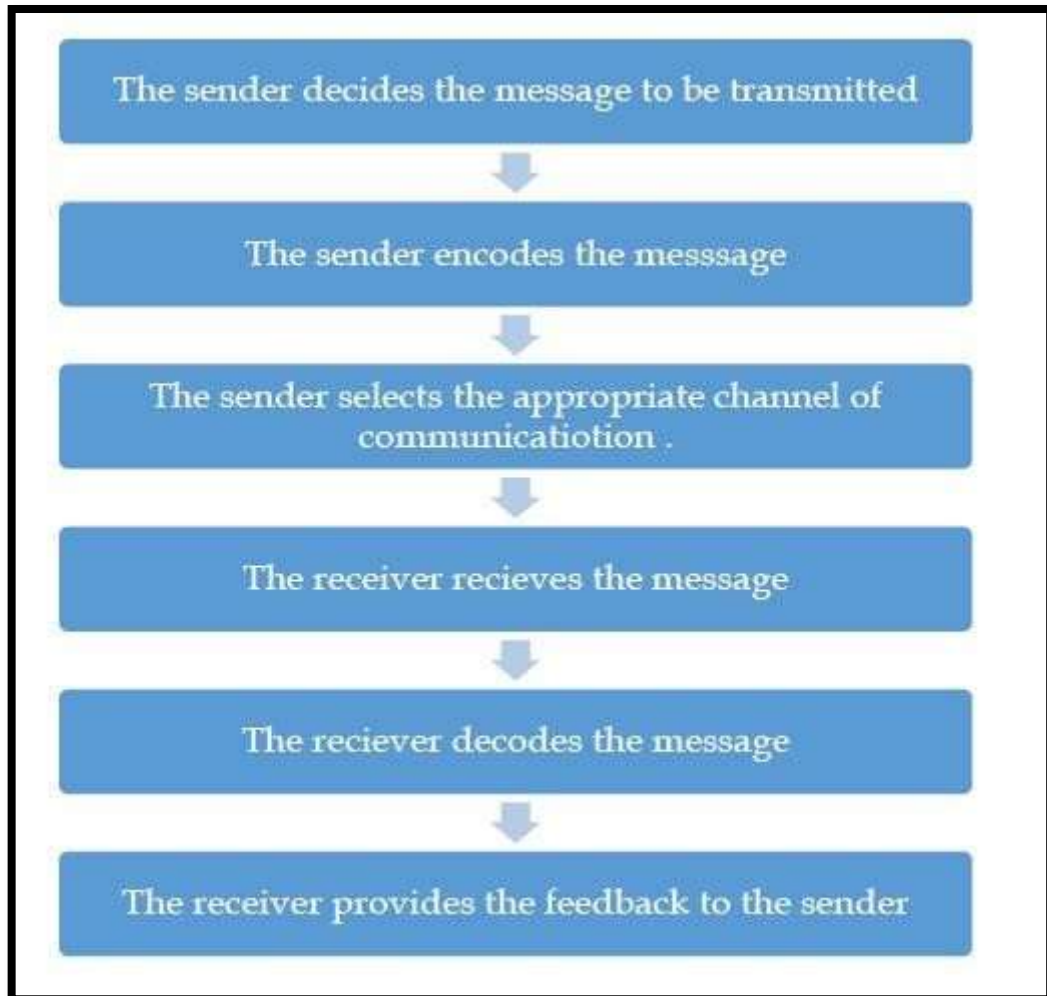 The sender decides the message to be transmitted
The sender encodes the messsage
The sender selects the appropriate channel of
communicatiotion .
The receiver recieves the message
The reciever decodes the message
The receiver provides the feedback to the sender